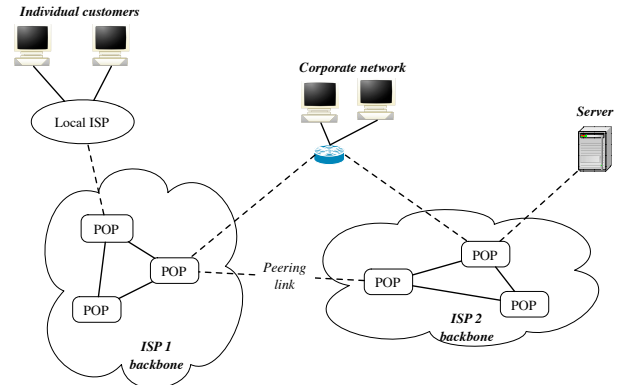 Individual customers
Corporate network
Server
Local ISP
POP
POP
POP
Peering
link
POP
POP
POP
ISP 1
backbone
ISP 2
backbone